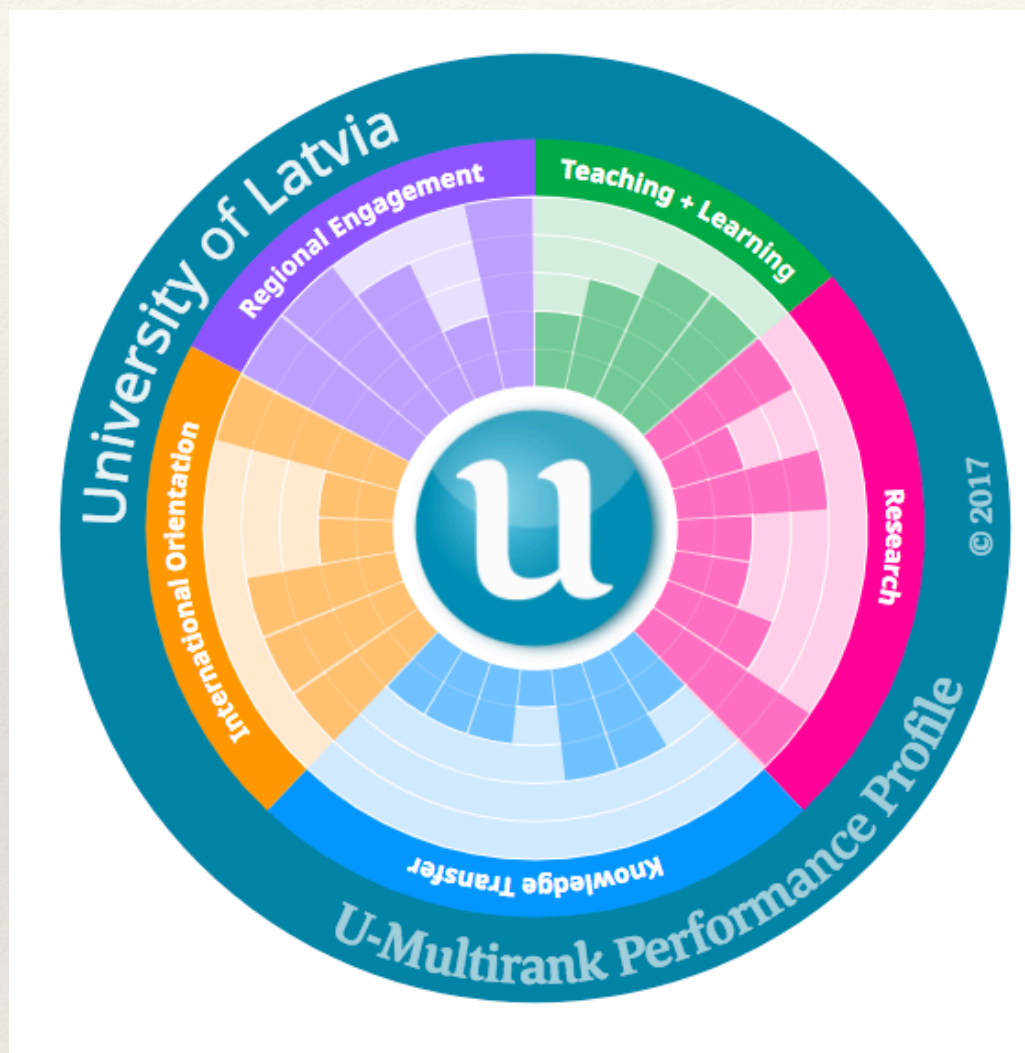 University of Latvia
Regional Engagement
Teaching + Learning
International Orientation
Research
© 2017
u
Knowledge Transfer
U-Multirank Performance Profile